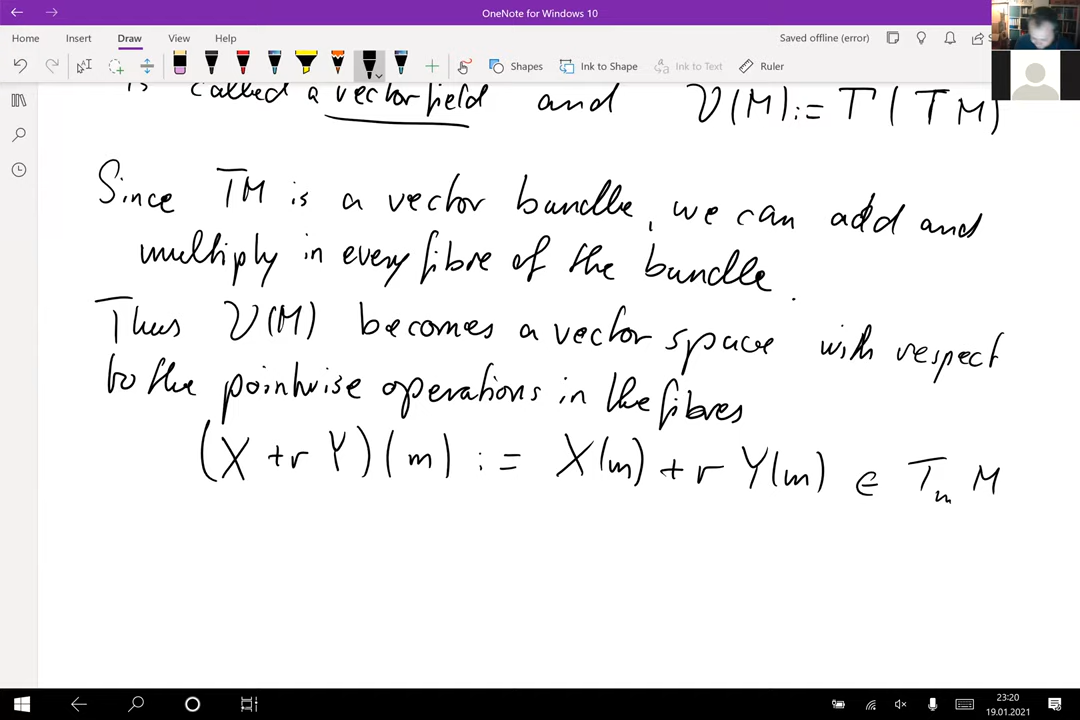 OneNote for Windows 10
Home Insert Draw View Help
Saved offline (error)
Shapes Ink to Shape Ink to Text Ruler
is called a vectorfield and V(M) := Γ(TM)
Since TM is a vector bundle, we can add and
multiply in every fibre of the bundle.
Thus V(M) becomes a vector space with respect
to the pointwise operations in the fibres
(X + r Y)(m) := X(m) + r Y(m) ∈ TₘM
23:20
19.01.2021